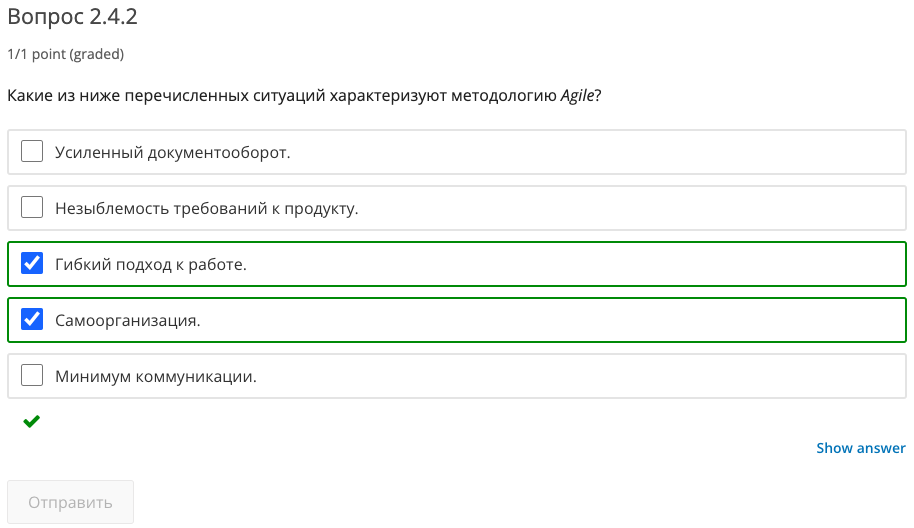 Вопрос 2.4.2
1/1 point (graded)
Какие из ниже перечисленных ситуаций характеризуют методологию Agile?
Усиленный документооборот.
Незыблемость требований к продукту.
Гибкий подход к работе.
Самоорганизация.
Минимум коммуникации.
Show answer
Отправить